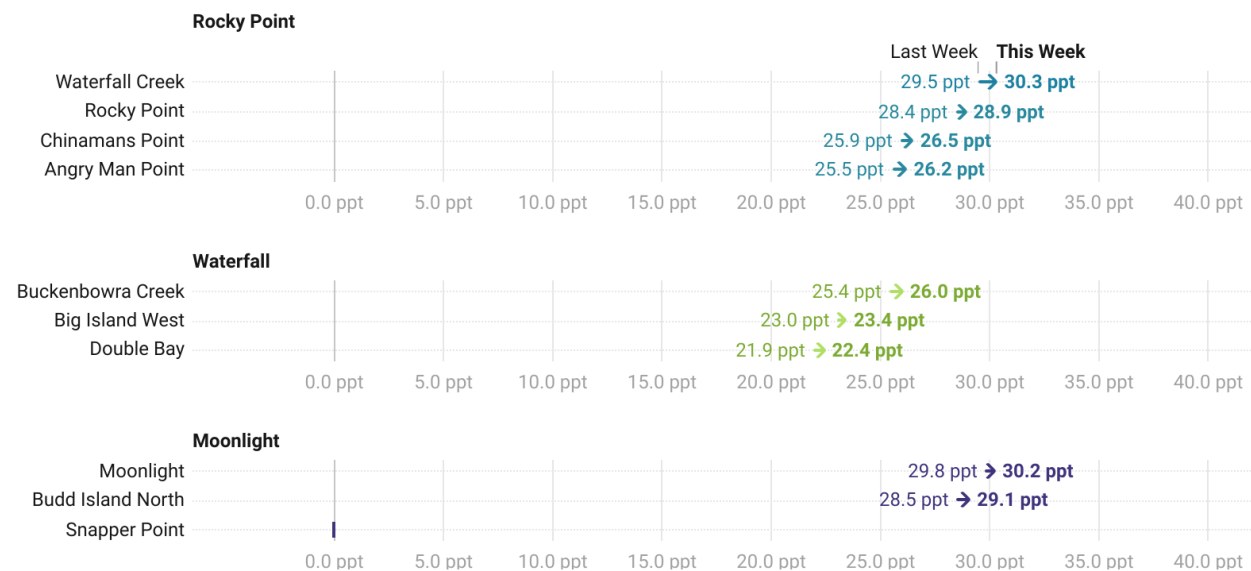 Rocky Point
Last Week This Week
Waterfall Creek 29.5 ppt → 30.3 ppt
Rocky Point 28.4 ppt → 28.9 ppt
Chinamans Point 25.9 ppt → 26.5 ppt
Angry Man Point 25.5 ppt → 26.2 ppt
0.0 ppt 5.0 ppt 10.0 ppt 15.0 ppt 20.0 ppt 25.0 ppt 30.0 ppt 35.0 ppt 40.0 ppt
Waterfall
Buckenbowra Creek 25.4 ppt → 26.0 ppt
Big Island West 23.0 ppt → 23.4 ppt
Double Bay 21.9 ppt → 22.4 ppt
0.0 ppt 5.0 ppt 10.0 ppt 15.0 ppt 20.0 ppt 25.0 ppt 30.0 ppt 35.0 ppt 40.0 ppt
Moonlight
Moonlight 29.8 ppt → 30.2 ppt
Budd Island North 28.5 ppt → 29.1 ppt
Snapper Point
0.0 ppt 5.0 ppt 10.0 ppt 15.0 ppt 20.0 ppt 25.0 ppt 30.0 ppt 35.0 ppt 40.0 ppt